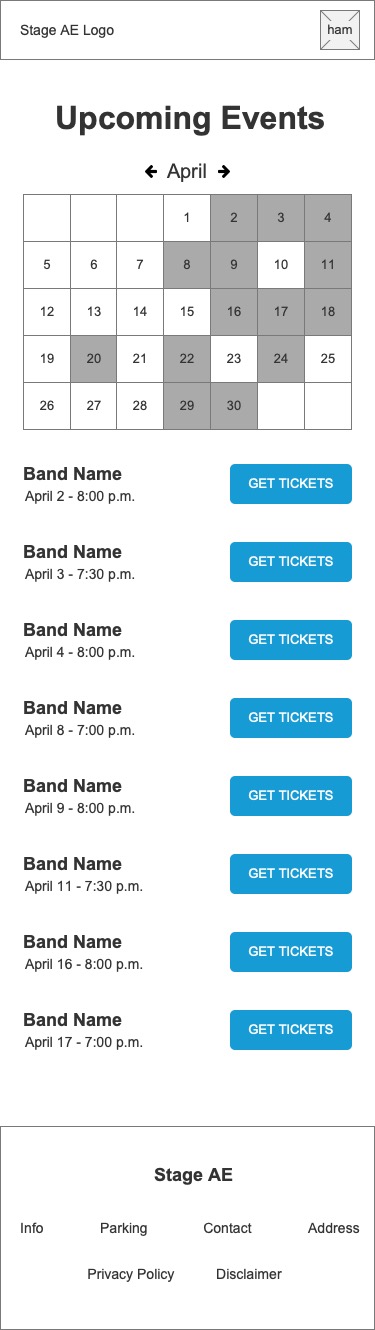 Stage AE Logo ham
Upcoming Events
April
1 2 3 4
5 6 7 8 9 10 11
12 13 14 15 16 17 18
19 20 21 22 23 24 25
26 27 28 29 30
Band Name
April 2 - 8:00 p.m.
GET TICKETS
Band Name
April 3 - 7:30 p.m.
GET TICKETS
Band Name
April 4 - 8:00 p.m.
GET TICKETS
Band Name
April 8 - 7:00 p.m.
GET TICKETS
Band Name
April 9 - 8:00 p.m.
GET TICKETS
Band Name
April 11 - 7:30 p.m.
GET TICKETS
Band Name
April 16 - 8:00 p.m.
GET TICKETS
Band Name
April 17 - 7:00 p.m.
GET TICKETS
Stage AE
Info Parking Contact Address
Privacy Policy Disclaimer